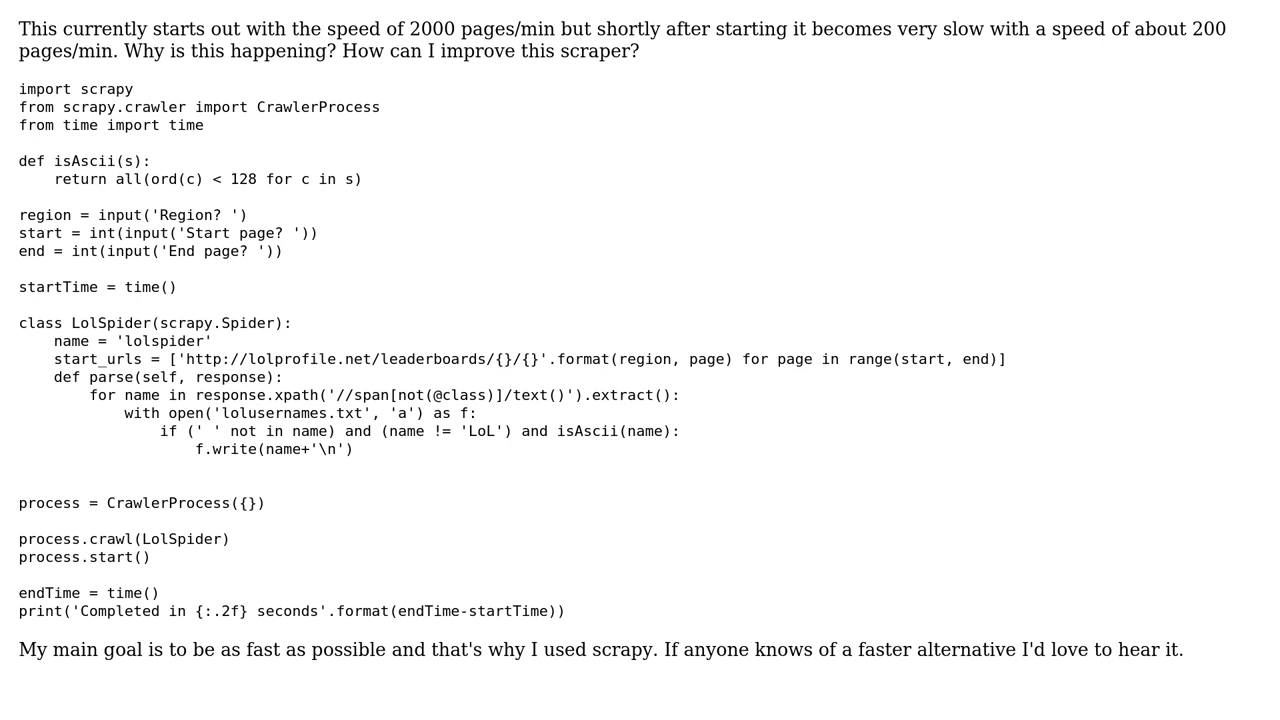 This currently starts out with the speed of 2000 pages/min but shortly after starting it becomes very slow with a speed of about 200
pages/min. Why is this happening? How can I improve this scraper?
import scrapy
from scrapy.crawler import CrawlerProcess
from time import time
def isAscii(s):
    return all(ord(c) < 128 for c in s)
region = input('Region? ')
start = int(input('Start page? '))
end = int(input('End page? '))
startTime = time()
class LolSpider(scrapy.Spider):
    name = 'lolspider'
    start_urls = ['http://lolprofile.net/leaderboards/{}/{}'.format(region, page) for page in range(start, end)]
    def parse(self, response):
        for name in response.xpath('//span[not(@class)]/text()').extract():
            with open('lolusernames.txt', 'a') as f:
                if (' ' not in name) and (name != 'LoL') and isAscii(name):
                    f.write(name+'\n')
process = CrawlerProcess({})
process.crawl(LolSpider)
process.start()
endTime = time()
print('Completed in {:.2f} seconds'.format(endTime-startTime))
My main goal is to be as fast as possible and that's why I used scrapy. If anyone knows of a faster alternative I'd love to hear it.